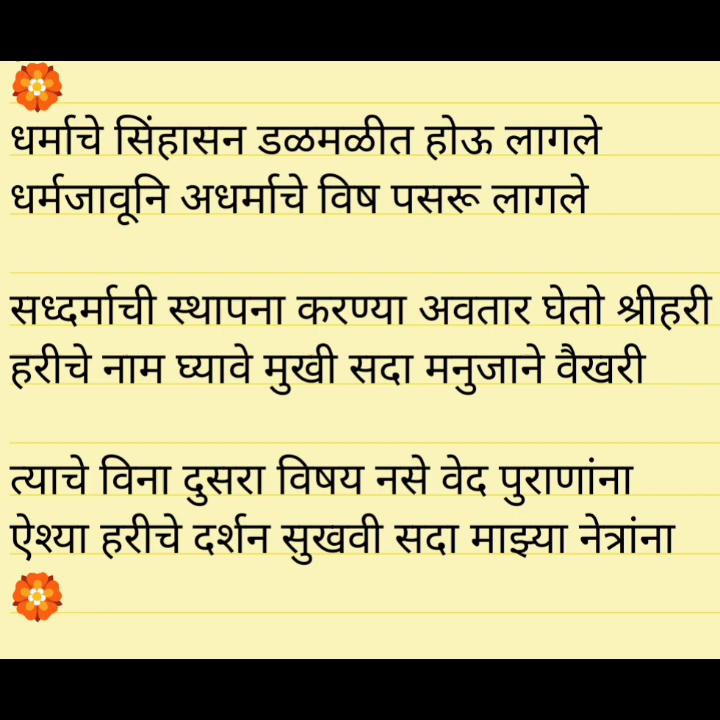 धर्माचे सिंहासन डळमळीत होऊ लागले
धर्मजावूनि अधर्माचे विष पसरू लागले
सध्दर्माची स्थापना करण्या अवतार घेतो श्रीहरी
हरीचे नाम घ्यावे मुखी सदा मनुजाने वैखरी
त्याचे विना दुसरा विषय नसे वेद पुराणांना
ऐश्या हरीचे दर्शन सुखवी सदा माझ्या नेत्रांना